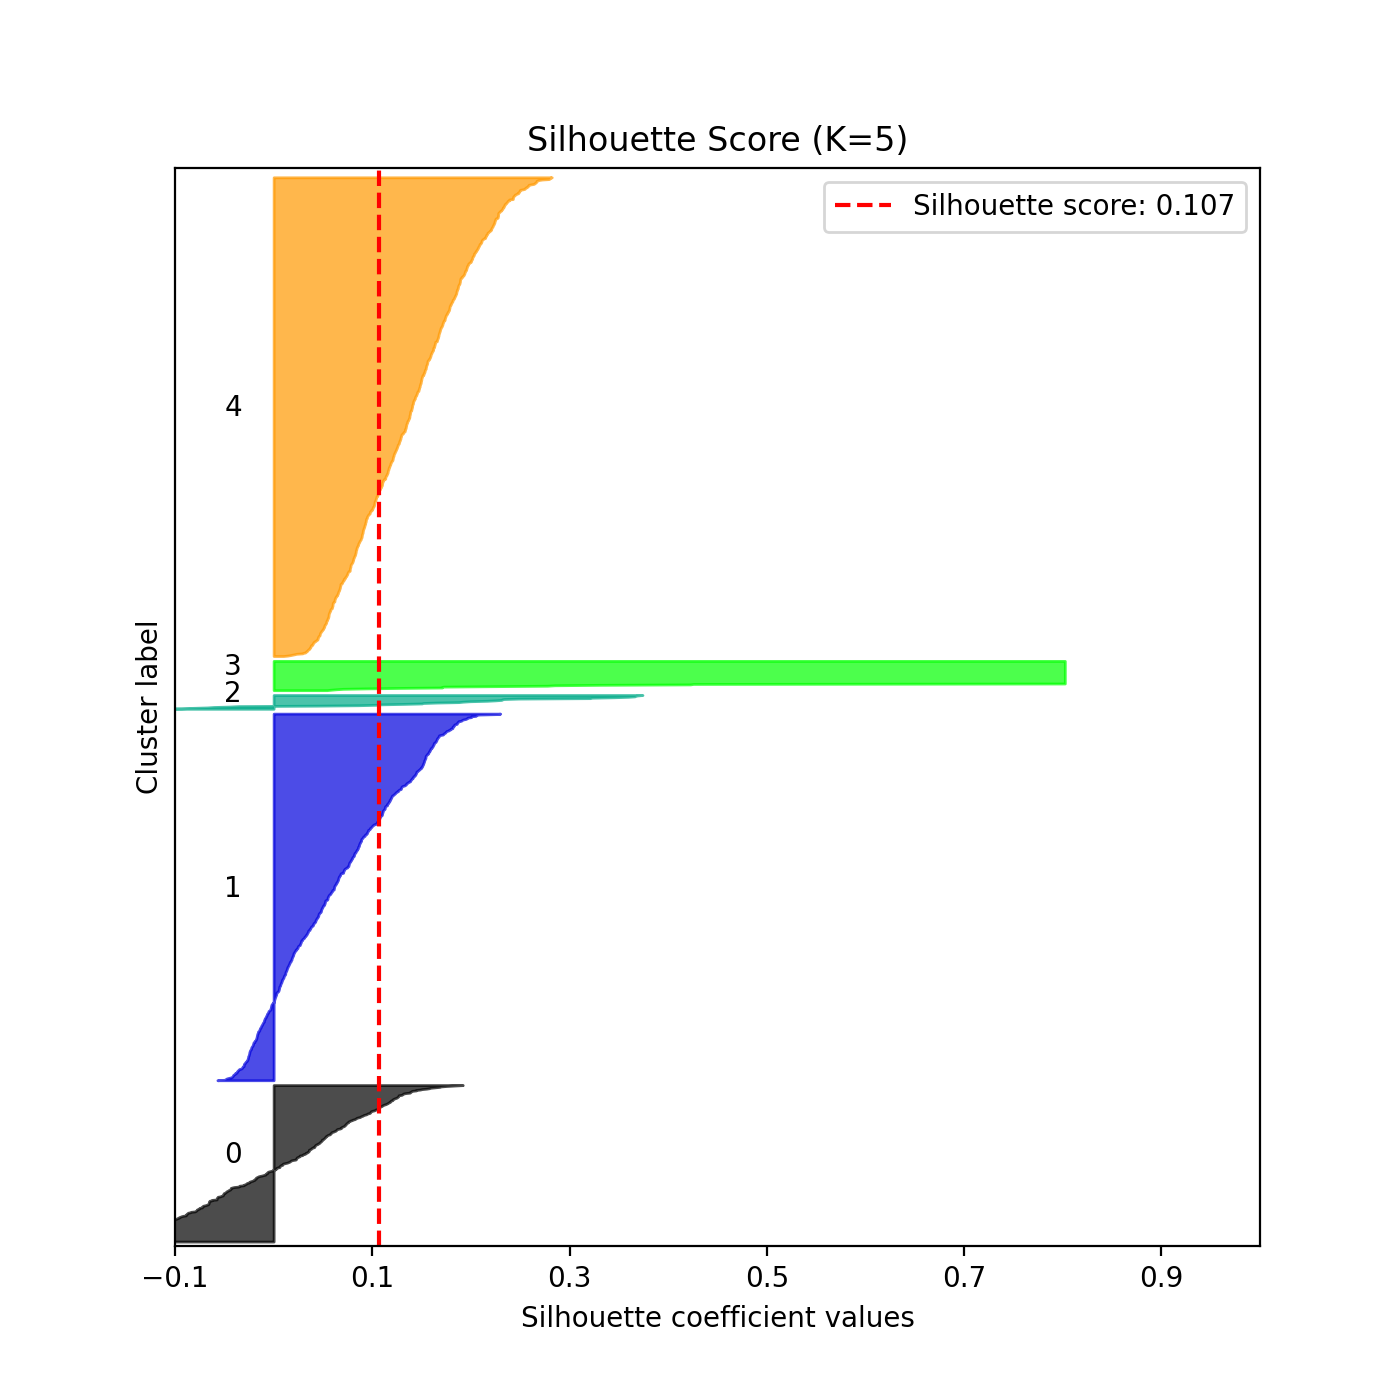 Silhouette Score (K=5)
Silhouette score: 0.107
4
3
2
1
0
Cluster label
−0.1 0.1 0.3 0.5 0.7 0.9
Silhouette coefficient values